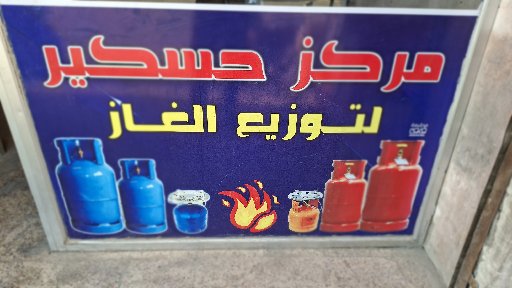 مركز حسكير
لتوزيع الغاز